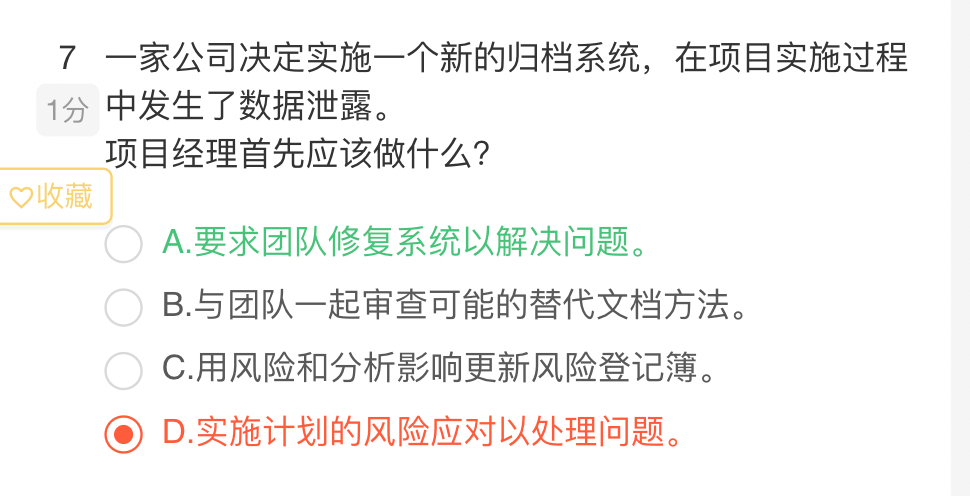 7 一家公司决定实施一个新的归档系统，在项目实施过程
1分 中发生了数据泄露。
项目经理首先应该做什么？
♡收藏
A.要求团队修复系统以解决问题。
B.与团队一起审查可能的替代文档方法。
C.用风险和分析影响更新风险登记簿。
D.实施计划的风险应对以处理问题。